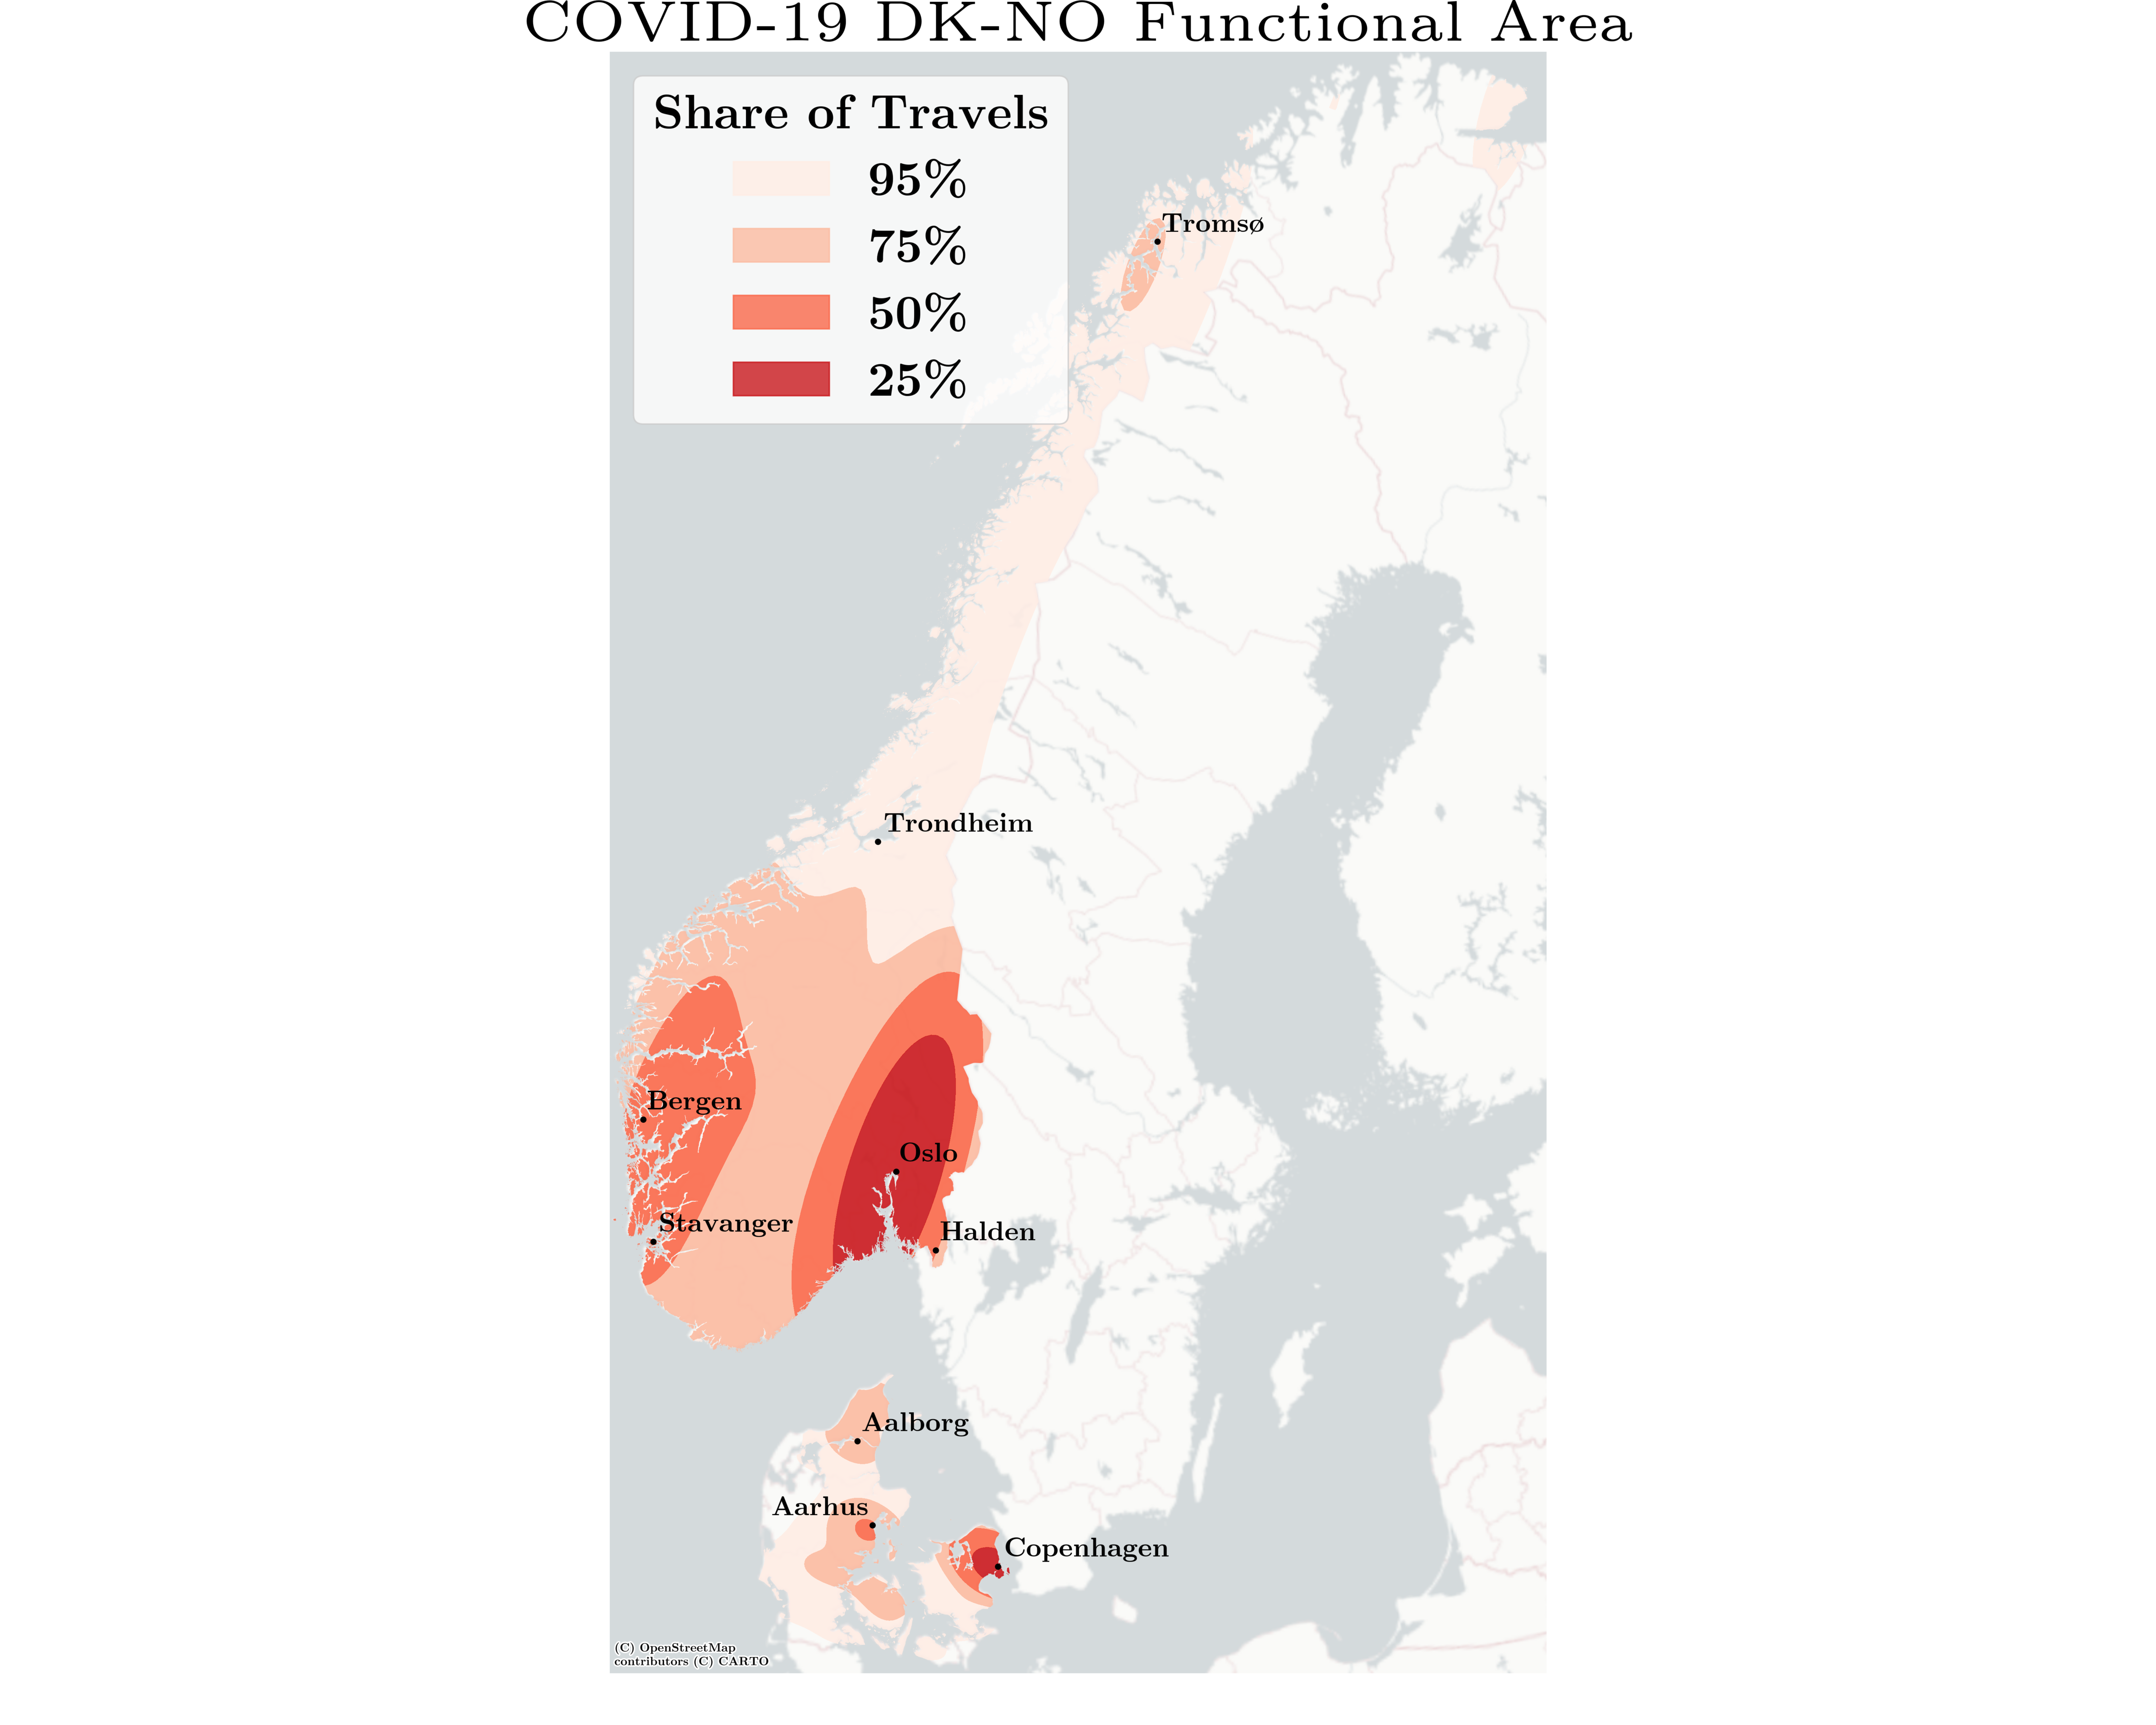 COVID-19 DK-NO Functional Area
Share of Travels
95%
75%
50%
25%
Tromsø
Trondheim
Bergen
Oslo
Stavanger
Halden
Aalborg
Aarhus
Copenhagen
(C) OpenStreetMap
contributors (C) CARTO